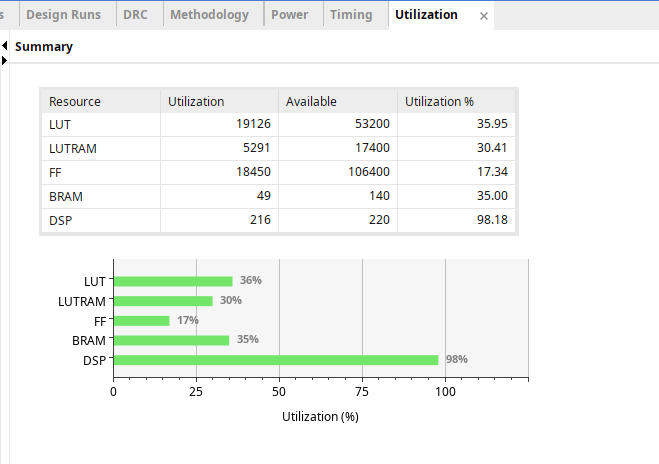 s Design Runs DRC Methodology Power Timing Utilization ×
Summary
Resource Utilization Available Utilization %
LUT 19126 53200 35.95
LUTRAM 5291 17400 30.41
FF 18450 106400 17.34
BRAM 49 140 35.00
DSP 216 220 98.18
LUT 36%
LUTRAM 30%
FF 17%
BRAM 35%
DSP 98%
0 25 50 75 100
Utilization (%)